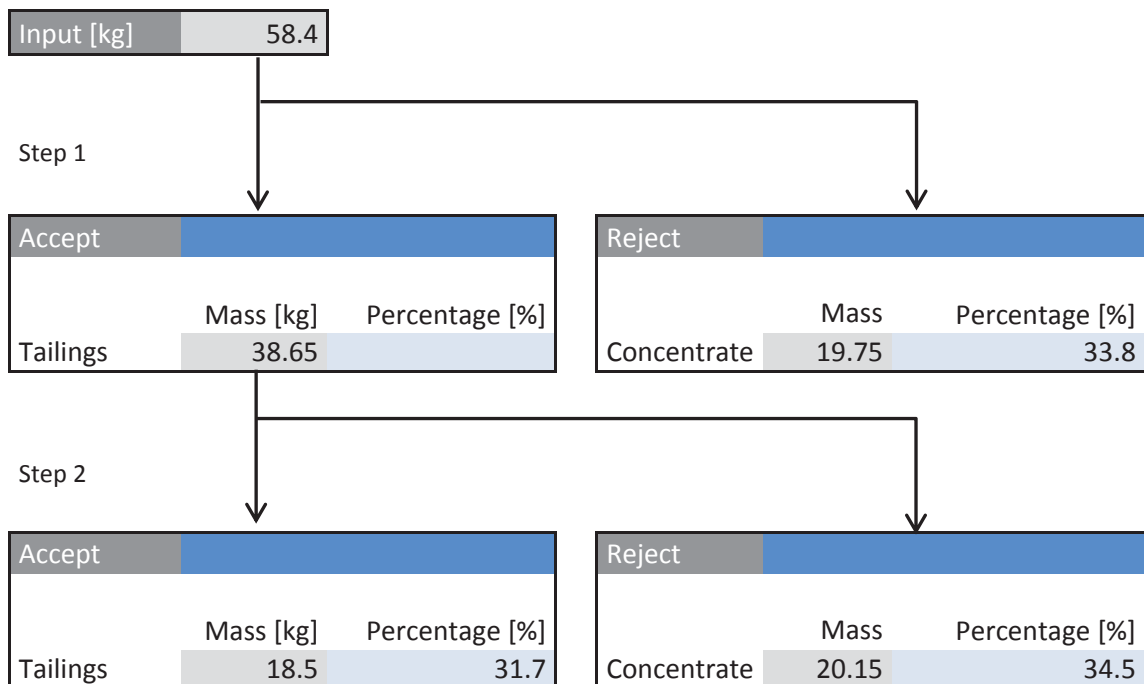 Input [kg] 58.4
Step 1
Accept Reject
Mass [kg] Percentage [%] Mass Percentage [%]
Tailings 38.65 Concentrate 19.75 33.8
Step 2
Accept Reject
Mass [kg] Percentage [%] Mass Percentage [%]
Tailings 18.5 31.7 Concentrate 20.15 34.5